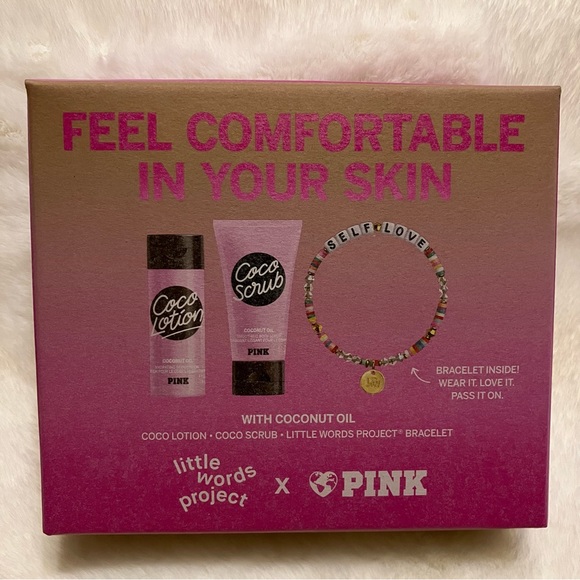 FEEL COMFORTABLE
IN YOUR SKIN
SELF LOVE
Coco
Lotion
COCONUT OIL
PINK
Coco
Scrub
COCONUT OIL
PINK
BRACELET INSIDE!
WEAR IT. LOVE IT.
PASS IT ON.
WITH COCONUT OIL
COCO LOTION • COCO SCRUB • LITTLE WORDS PROJECT® BRACELET
little
words
project
X
PINK